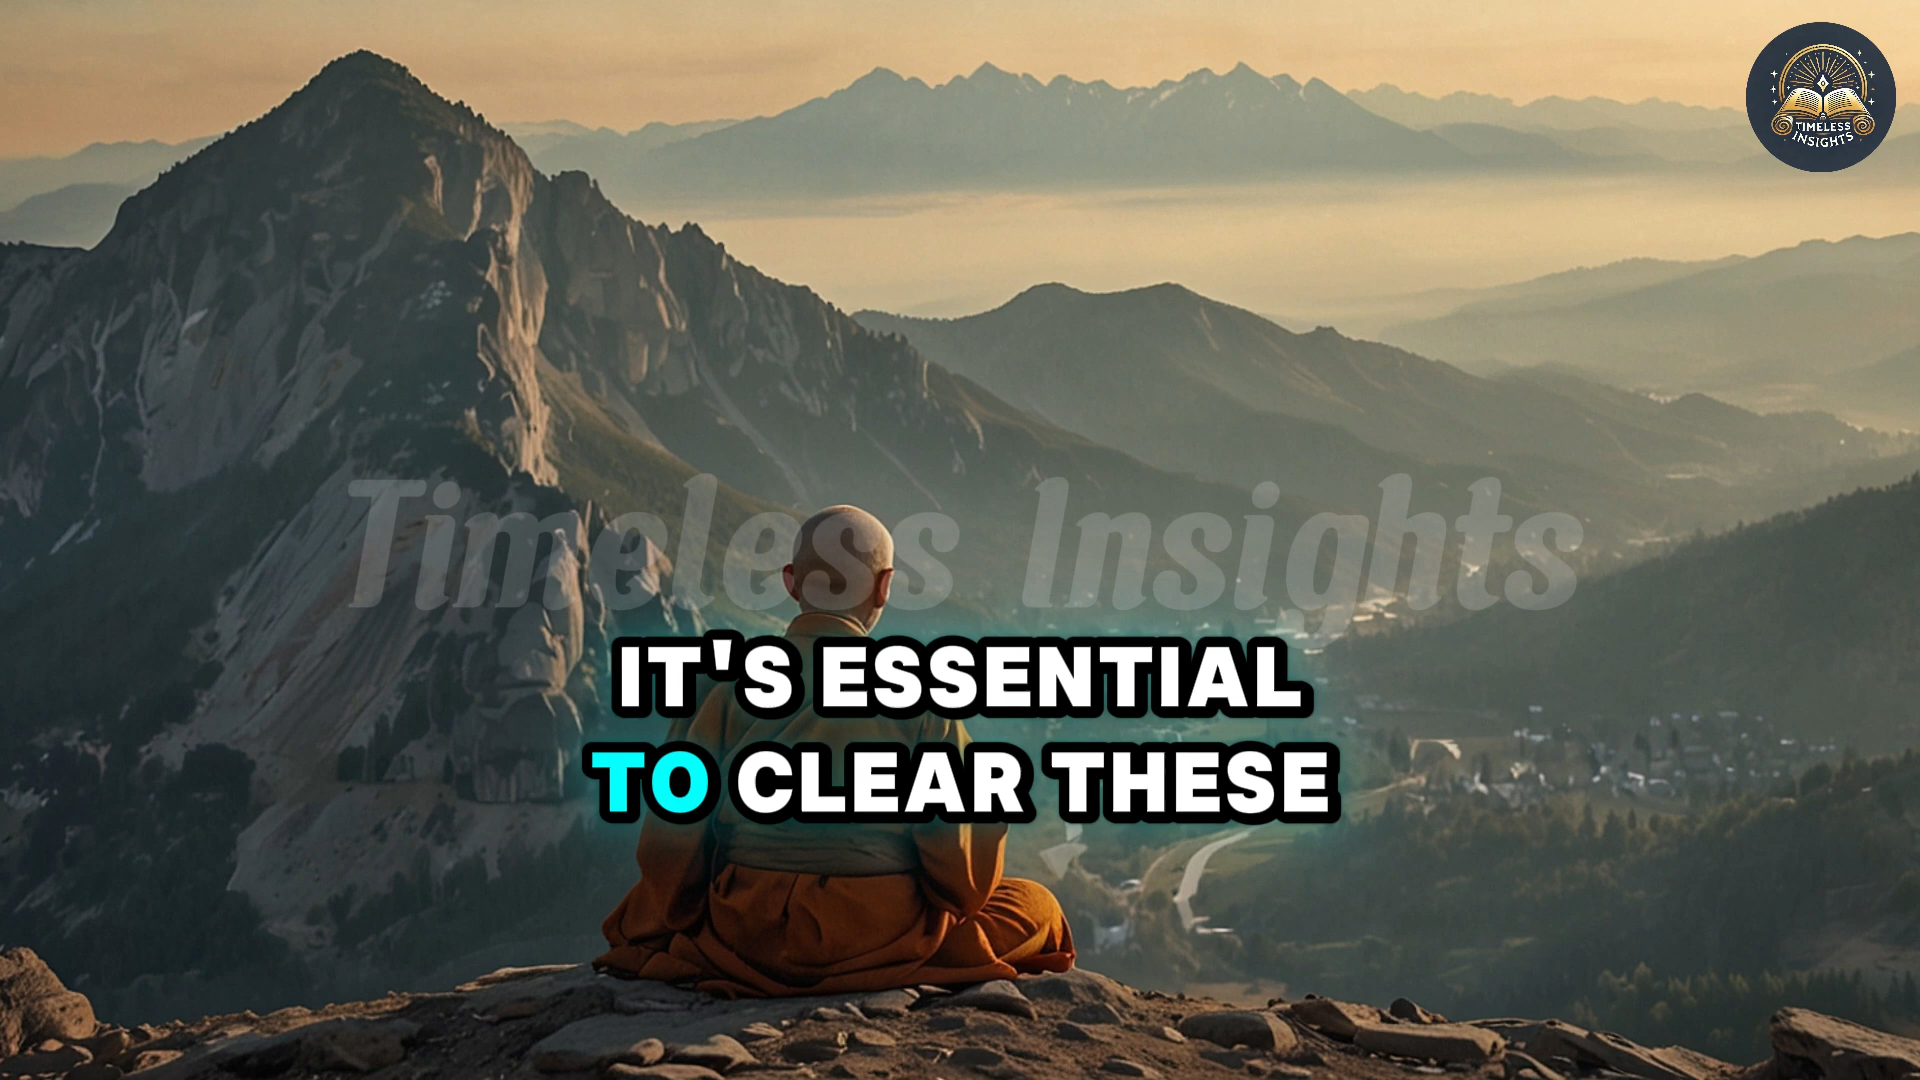 TIMELESS
INSIGHTS
Timeless Insights
IT'S ESSENTIAL
TO CLEAR THESE